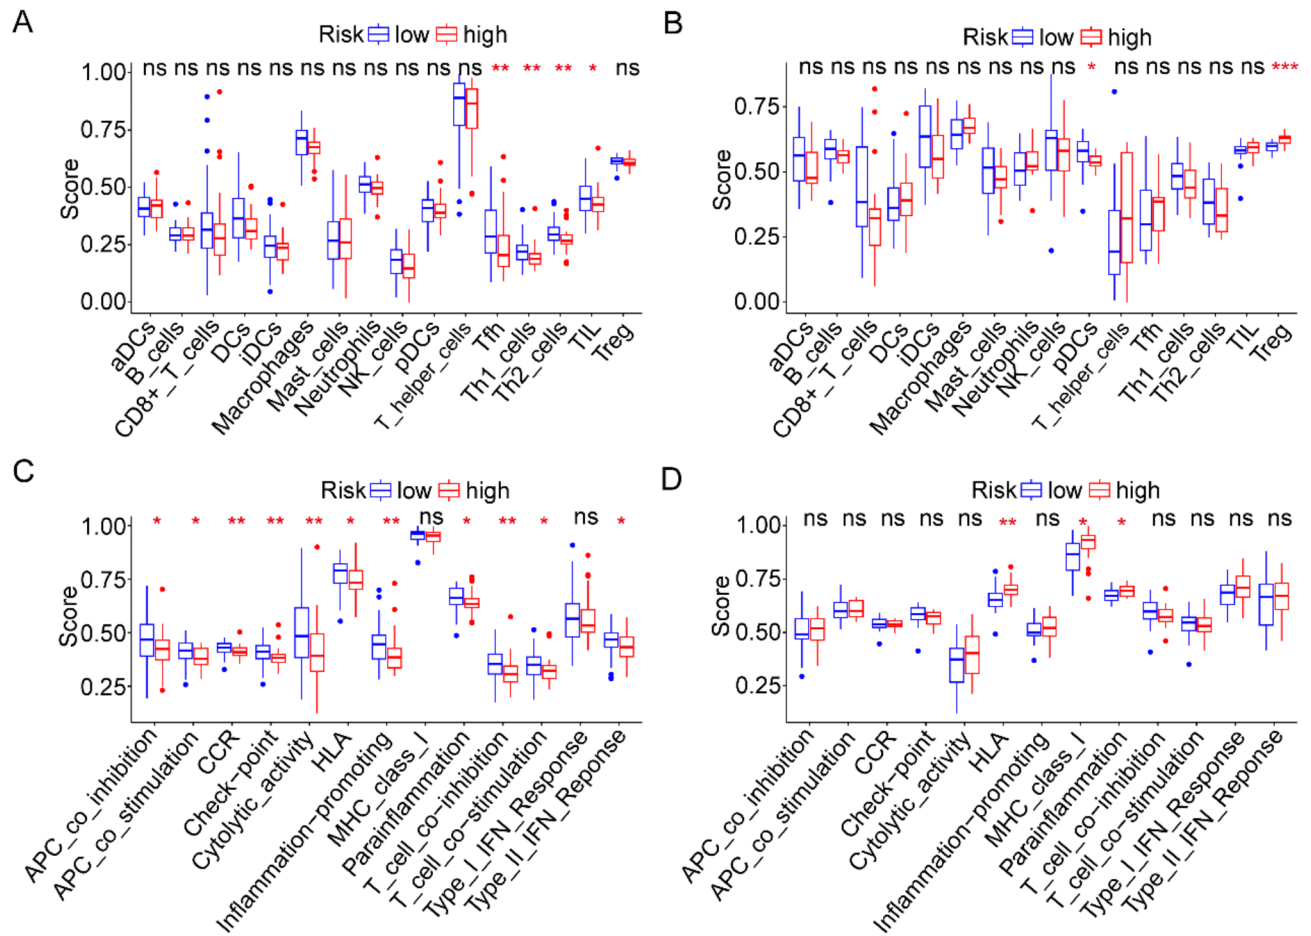 A
Risk low high
ns ns ns ns ns ns ns ns ns ns ns ** ** ** * ns
Score
1.00
0.75
0.50
0.25
0.00
aDCs
B_cells
CD8+_T_cells
DCs
iDCs
Macrophages
Mast_cells
Neutrophils
NK_cells
pDCs
T_helper_cells
Tfh
Th1_cells
Th2_cells
TIL
Treg
B
Risk low high
ns ns ns ns ns ns ns ns ns * ns ns ns ns ns ***
Score
0.75
0.50
0.25
0.00
aDCs
B_cells
CD8+_T_cells
DCs
iDCs
Macrophages
Mast_cells
Neutrophils
NK_cells
pDCs
T_helper_cells
Tfh
Th1_cells
Th2_cells
TIL
Treg
C
Risk low high
* * ** ** ** * ** ns * ** * ns *
Score
1.00
0.75
0.50
0.25
APC_co_inhibition
APC_co_stimulation
CCR
Check-point
Cytolytic_activity
HLA
Inflammation-promoting
MHC_class_I
Parainflammation
T_cell_co-inhibition
T_cell_co-stimulation
Type_I_IFN_Response
Type_II_IFN_Reponse
D
Risk low high
ns ns ns ns ns ** ns * * ns ns ns ns
Score
1.00
0.75
0.50
0.25
APC_co_inhibition
APC_co_stimulation
CCR
Check-point
Cytolytic_activity
HLA
Inflammation-promoting
MHC_class_I
Parainflammation
T_cell_co-inhibition
T_cell_co-stimulation
Type_I_IFN_Response
Type_II_IFN_Reponse